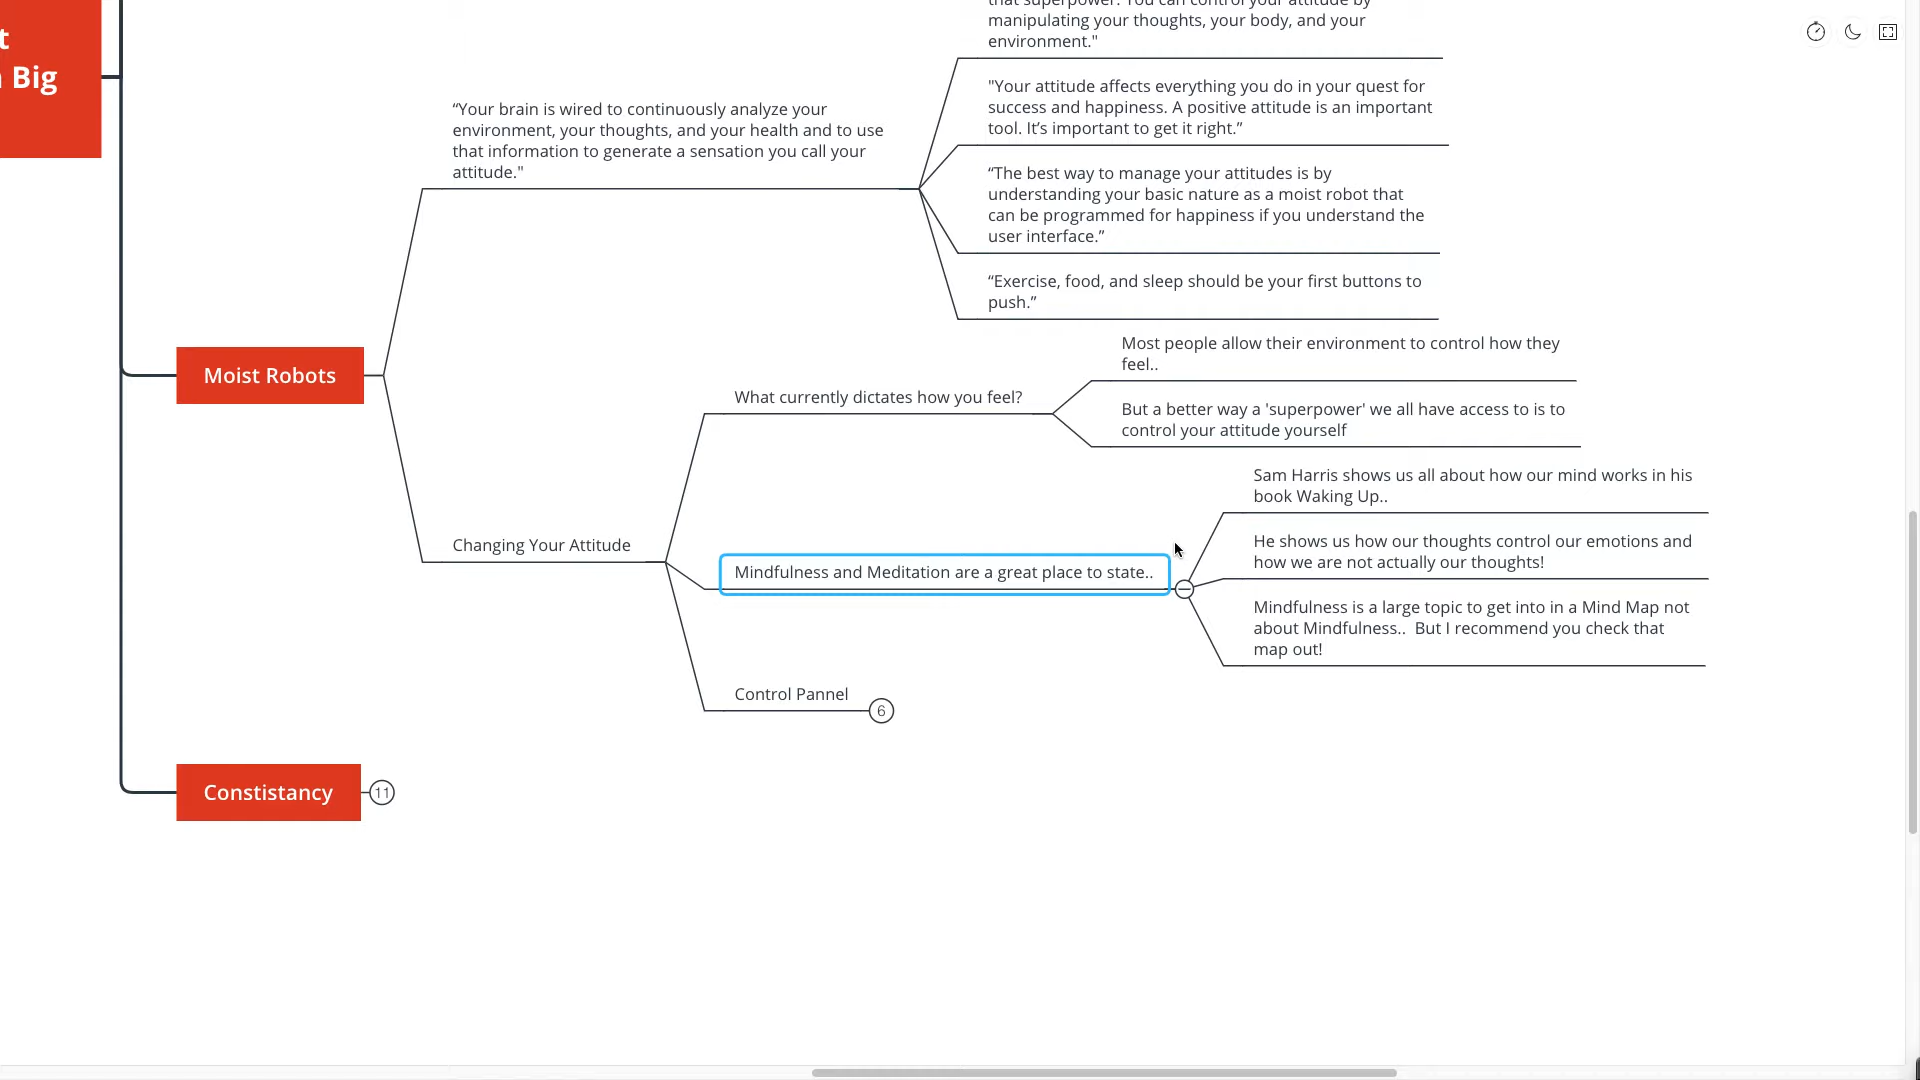 t
Big
that superpower. You can control your attitude by
manipulating your thoughts, your body, and your
environment."
"Your attitude affects everything you do in your quest for
success and happiness. A positive attitude is an important
tool. It’s important to get it right.”
“Your brain is wired to continuously analyze your
environment, your thoughts, and your health and to use
that information to generate a sensation you call your
attitude."
“The best way to manage your attitudes is by
understanding your basic nature as a moist robot that
can be programmed for happiness if you understand the
user interface.”
“Exercise, food, and sleep should be your first buttons to
push.”
Moist Robots
Most people allow their environment to control how they
feel..
What currently dictates how you feel?
But a better way a 'superpower' we all have access to is to
control your attitude yourself
Sam Harris shows us all about how our mind works in his
book Waking Up..
Changing Your Attitude
Mindfulness and Meditation are a great place to state..
He shows us how our thoughts control our emotions and
how we are not actually our thoughts!
Mindfulness is a large topic to get into in a Mind Map not
about Mindfulness..  But I recommend you check that
map out!
Control Pannel
6
Constistancy
11